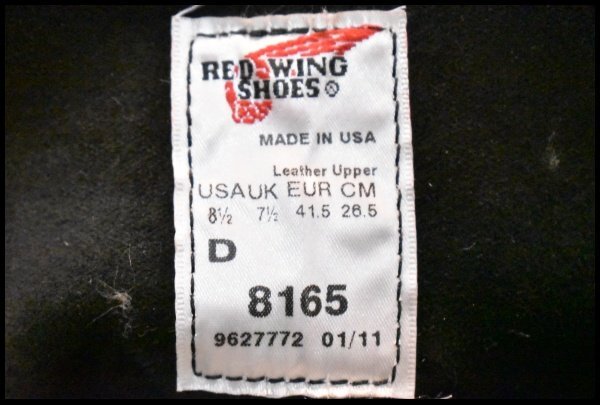 RED WING
SHOES®
MADE IN USA
Leather Upper
USA UK EUR CM
8½ 7½ 41.5 26.5
D
8165
9627772 01/11